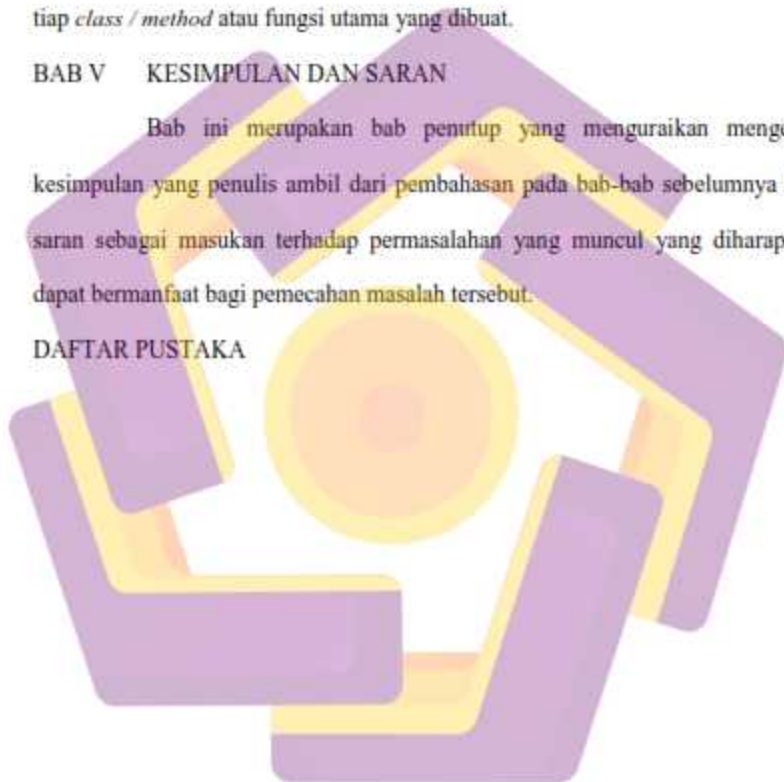 tiap class / method atau fungsi utama yang dibuat.
BAB V KESIMPULAN DAN SARAN
Bab ini merupakan bab penutup yang menguraikan menge
kesimpulan yang penulis ambil dari pembahasan pada bab-bab sebelumnya
saran sebagai masukan terhadap permasalahan yang muncul yang diharap
dapat bermanfaat bagi pemecahan masalah tersebut.
DAFTAR PUSTAKA